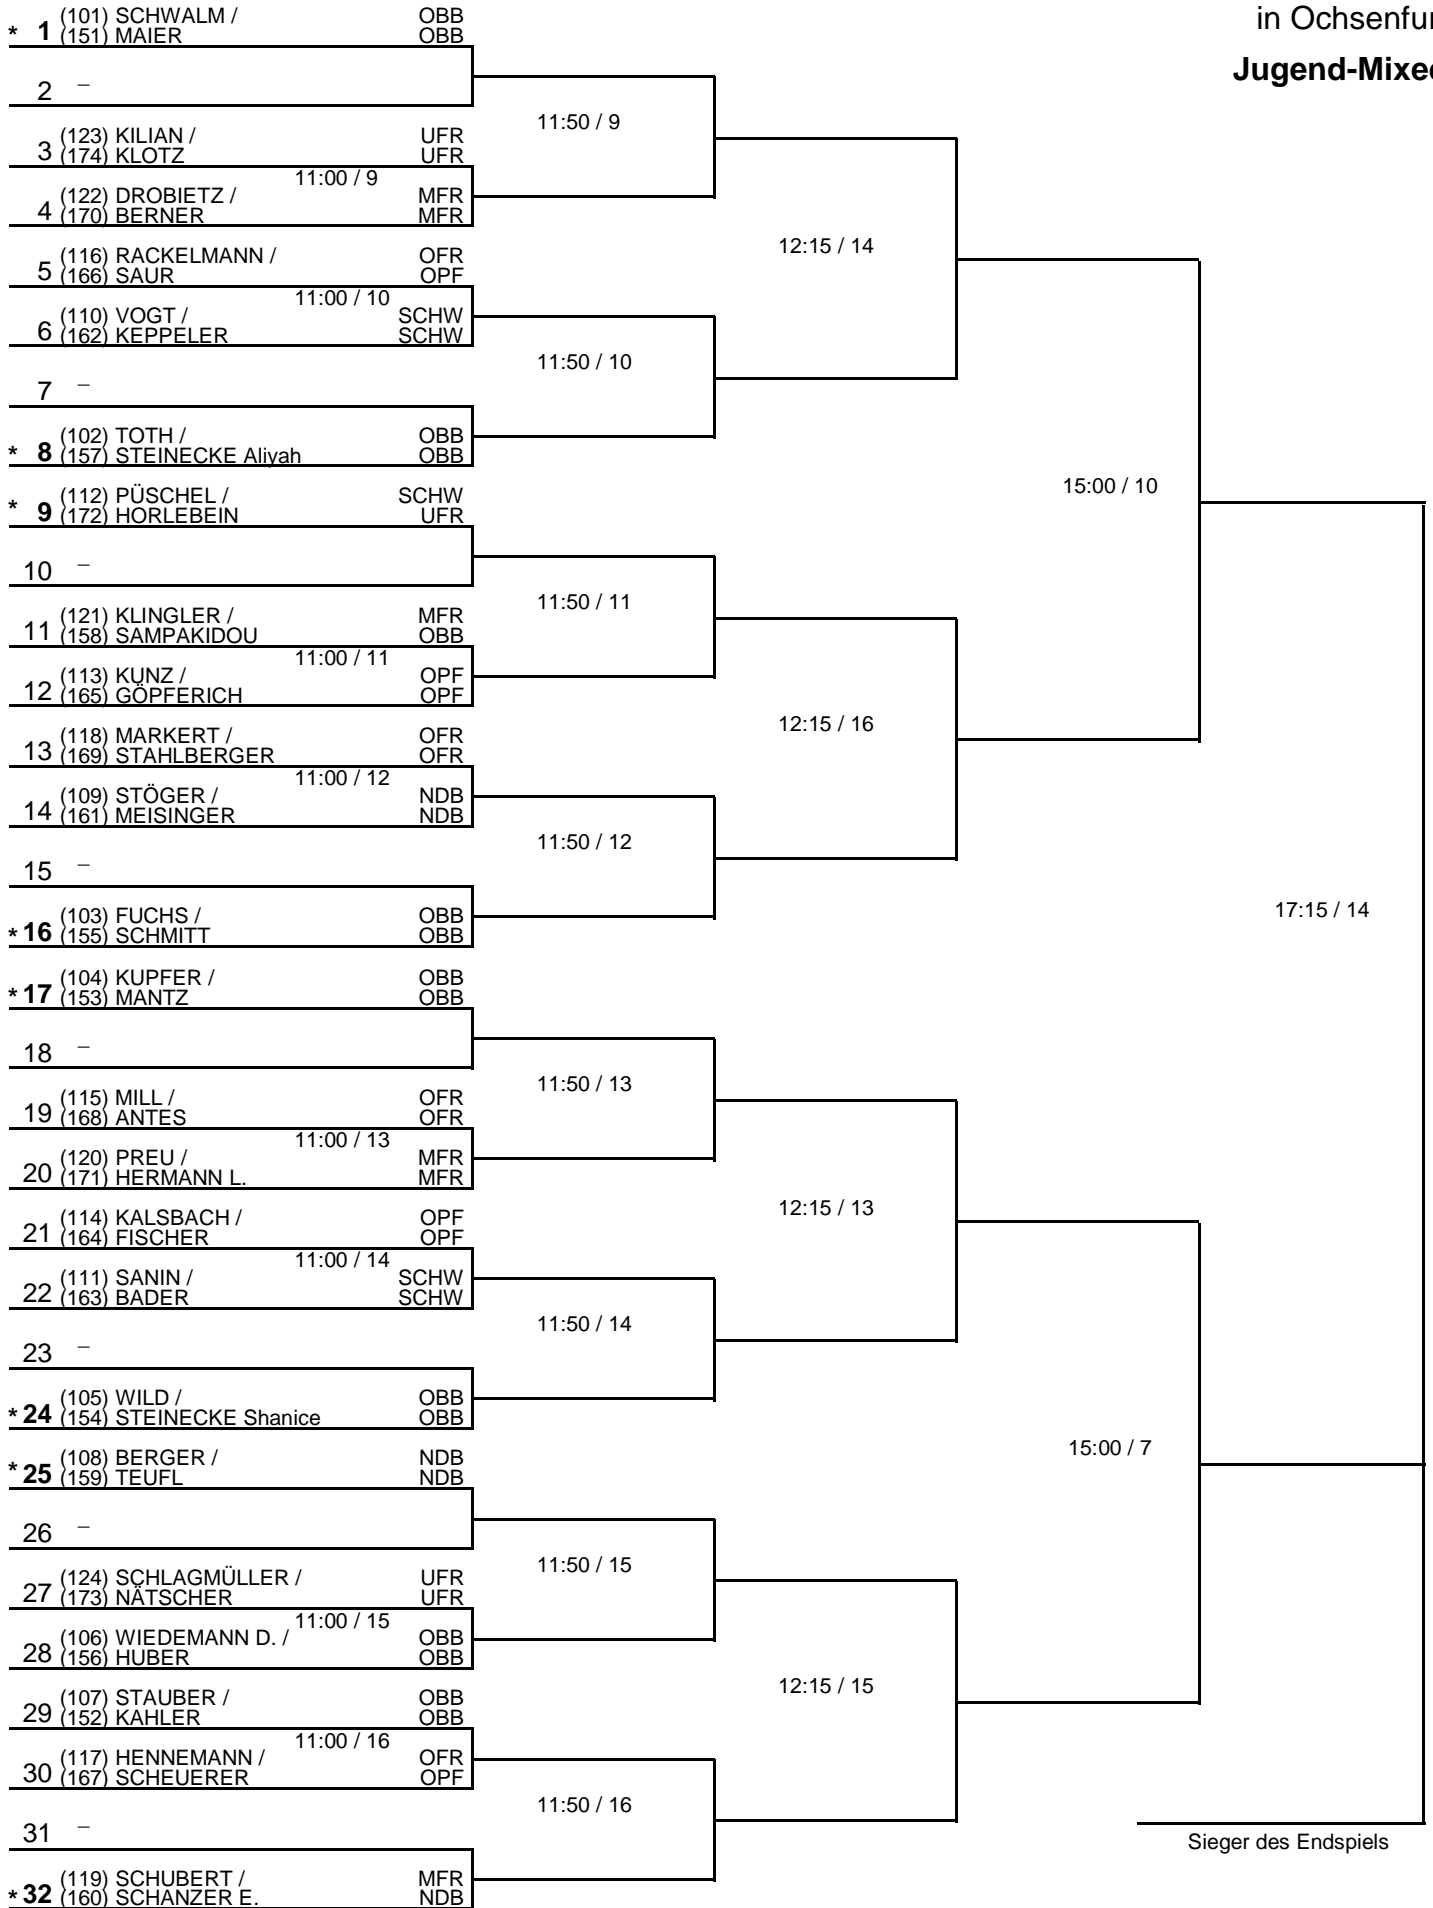 in Ochsenfur
Jugend-Mixe
(101) SCHWALM / OBB
* 1 (151) MAIER OBB
2 –
11:50 / 9
(123) KILIAN / UFR
3 (174) KLOTZ UFR
11:00 / 9
(122) DROBIETZ / MFR
4 (170) BERNER MFR
12:15 / 14
(116) RACKELMANN / OFR
5 (166) SAUR OPF
11:00 / 10
(110) VOGT / SCHW
6 (162) KEPPELER SCHW
11:50 / 10
7 –
(102) TOTH / OBB
* 8 (157) STEINECKE Aliyah OBB
15:00 / 10
(112) PÜSCHEL / SCHW
* 9 (172) HORLEBEIN UFR
10 –
11:50 / 11
(121) KLINGLER / MFR
11 (158) SAMPAKIDOU OBB
11:00 / 11
(113) KUNZ / OPF
12 (165) GÖPFERICH OPF
12:15 / 16
(118) MARKERT / OFR
13 (169) STAHLBERGER OFR
11:00 / 12
(109) STÖGER / NDB
14 (161) MEISINGER NDB
11:50 / 12
15 –
(103) FUCHS / OBB
* 16 (155) SCHMITT OBB
17:15 / 14
(104) KUPFER / OBB
* 17 (153) MANTZ OBB
18 –
11:50 / 13
(115) MILL / OFR
19 (168) ANTES OFR
11:00 / 13
(120) PREU / MFR
20 (171) HERMANN L. MFR
12:15 / 13
(114) KALSBACH / OPF
21 (164) FISCHER OPF
11:00 / 14
(111) SANIN / SCHW
22 (163) BADER SCHW
11:50 / 14
23 –
(105) WILD / OBB
* 24 (154) STEINECKE Shanice OBB
15:00 / 7
(108) BERGER / NDB
* 25 (159) TEUFL NDB
26 –
11:50 / 15
(124) SCHLAGMÜLLER / UFR
27 (173) NÄTSCHER UFR
11:00 / 15
(106) WIEDEMANN D. / OBB
28 (156) HUBER OBB
12:15 / 15
(107) STAUBER / OBB
29 (152) KAHLER OBB
11:00 / 16
(117) HENNEMANN / OFR
30 (167) SCHEUERER OPF
11:50 / 16
31 –
Sieger des Endspiels
(119) SCHUBERT / MFR
* 32 (160) SCHANZER E. NDB